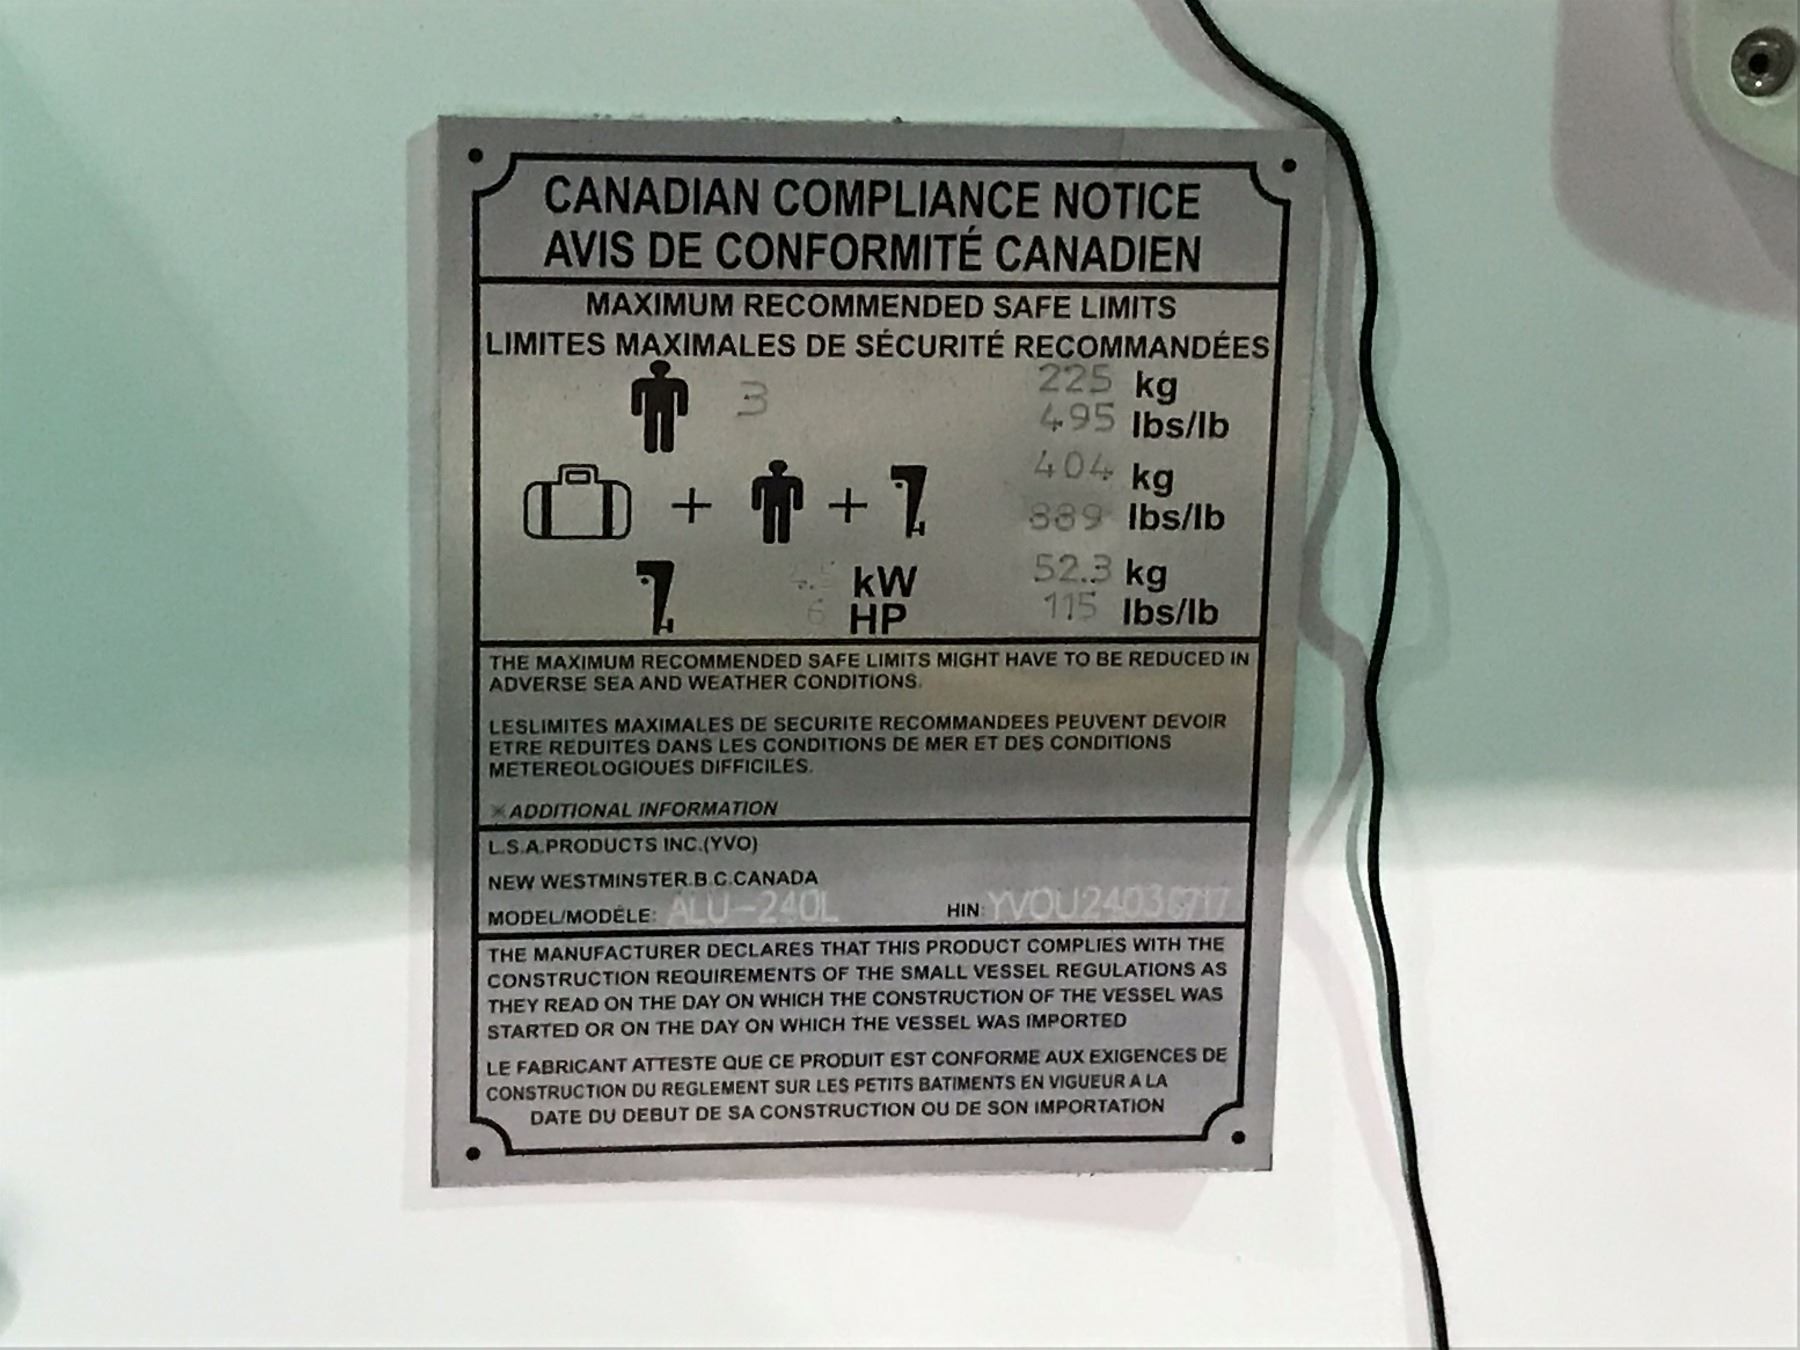 CANADIAN COMPLIANCE NOTICE
AVIS DE CONFORMITÉ CANADIEN
MAXIMUM RECOMMENDED SAFE LIMITS
LIMITES MAXIMALES DE SÉCURITÉ RECOMMANDÉES
3 225 kg
495 lbs/lb
+ + 404 kg
889 lbs/lb
kW 52.3 kg
6 HP 115 lbs/lb
THE MAXIMUM RECOMMENDED SAFE LIMITS MIGHT HAVE TO BE REDUCED IN
ADVERSE SEA AND WEATHER CONDITIONS.
LESLIMITES MAXIMALES DE SECURITE RECOMMANDEES PEUVENT DEVOIR
ETRE REDUITES DANS LES CONDITIONS DE MER ET DES CONDITIONS
METEREOLOGIOUES DIFFICILES.
※ADDITIONAL INFORMATION
L.S.A.PRODUCTS INC.(YVO)
NEW WESTMINSTER.B.C.CANADA
MODEL/MODÉLE: ALU-240L HIN:
THE MANUFACTURER DECLARES THAT THIS PRODUCT COMPLIES WITH THE
CONSTRUCTION REQUIREMENTS OF THE SMALL VESSEL REGULATIONS AS
THEY READ ON THE DAY ON WHICH THE CONSTRUCTION OF THE VESSEL WAS
STARTED OR ON THE DAY ON WHICH THE VESSEL WAS IMPORTED
LE FABRICANT ATTESTE QUE CE PRODUIT EST CONFORME AUX EXIGENCES DE
CONSTRUCTION DU REGLEMENT SUR LES PETITS BATIMENTS EN VIGUEUR A LA
DATE DU DEBUT DE SA CONSTRUCTION OU DE SON IMPORTATION